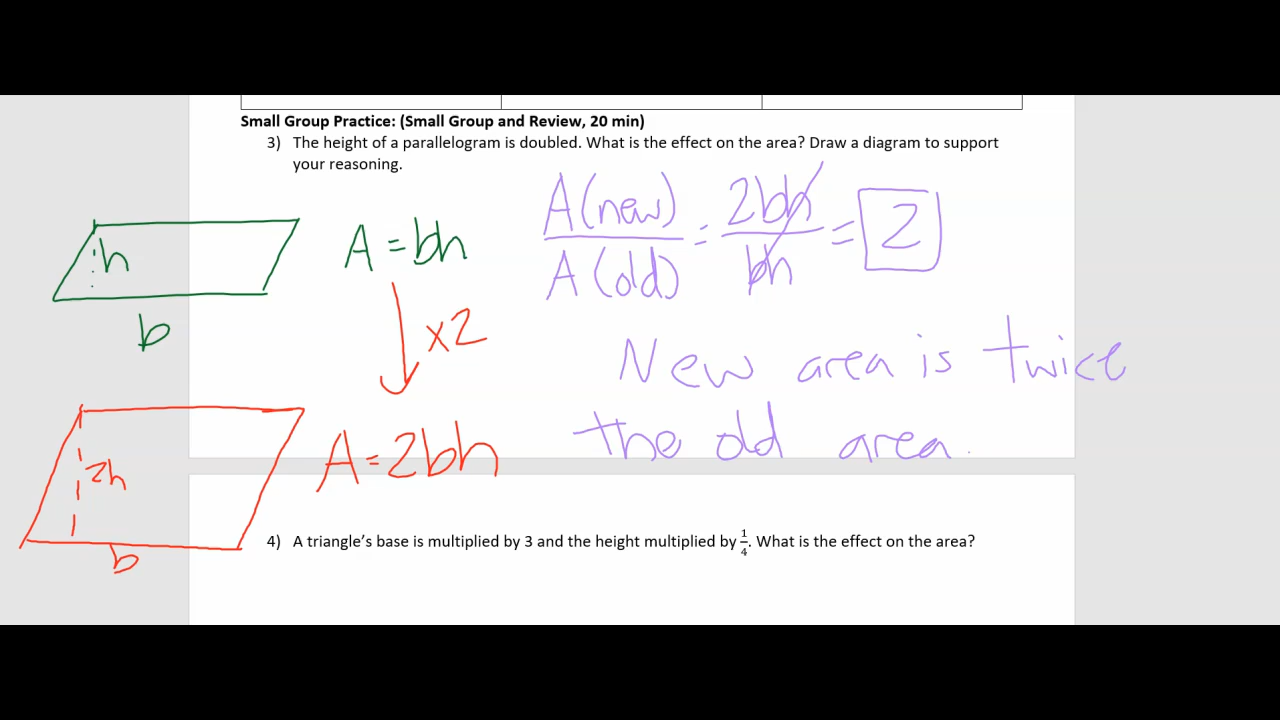 Small Group Practice: (Small Group and Review, 20 min)
3) The height of a parallelogram is doubled. What is the effect on the area? Draw a diagram to support
your reasoning.
h
b
A = bh
x2
2h
b
A = 2bh
A(new)/A(old) = 2bh/bh = 2
New area is twice
the old area.
4) A triangle's base is multiplied by 3 and the height multiplied by 1/4. What is the effect on the area?